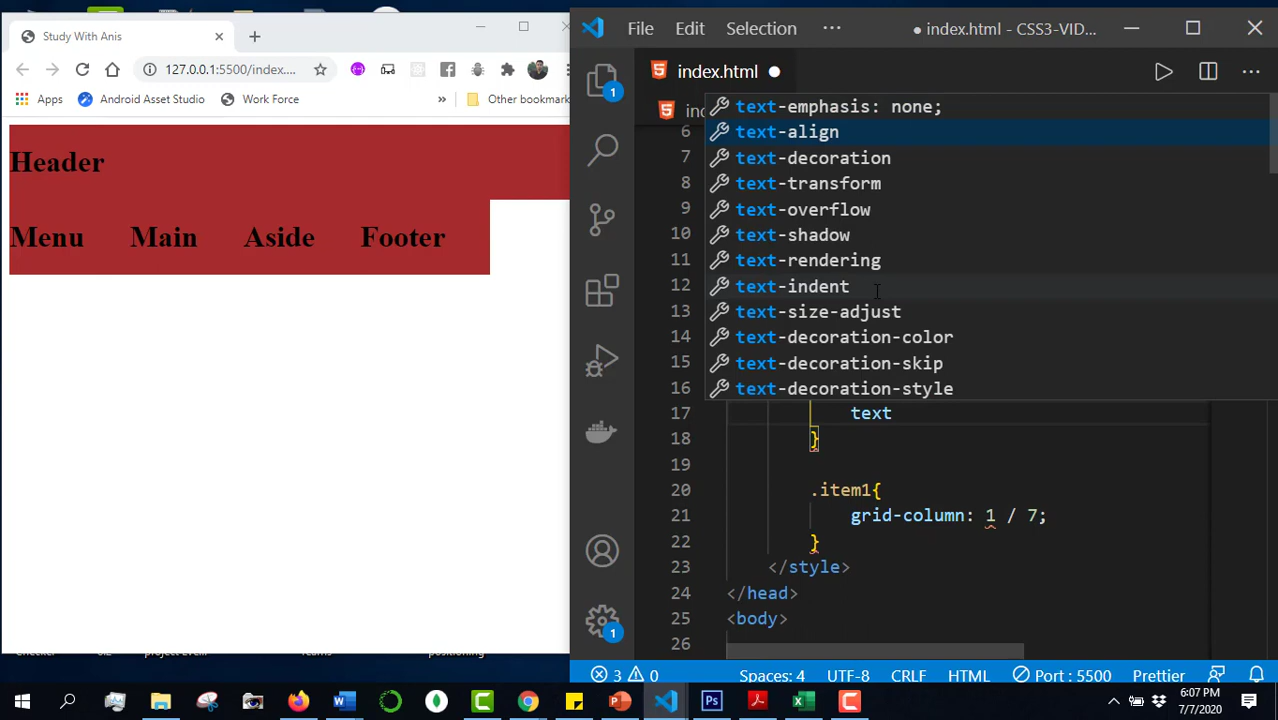 Study With Anis
127.0.0.1:5500/index....
Apps
Android Asset Studio
Work Force
»
Other bookmark
Header
Menu Main Aside Footer
File Edit Selection ···
● index.html - CSS3-VID...
index.html ●
1
ind
text-emphasis: none;
text-align
text-decoration
text-transform
text-overflow
text-shadow
text-rendering
text-indent
text-size-adjust
text-decoration-color
text-decoration-skip
text-decoration-style
6
7
8
9
10
11
12
13
14
15
16
17 text
18 }
19
20 .item1{
21 grid-column: 1 / 7;
22 }
23 </style>
24 </head>
25 <body>
26
1
3 0 Spaces: 4 UTF-8 CRLF HTML Port : 5500 Prettier
6:07 PM
7/7/2020